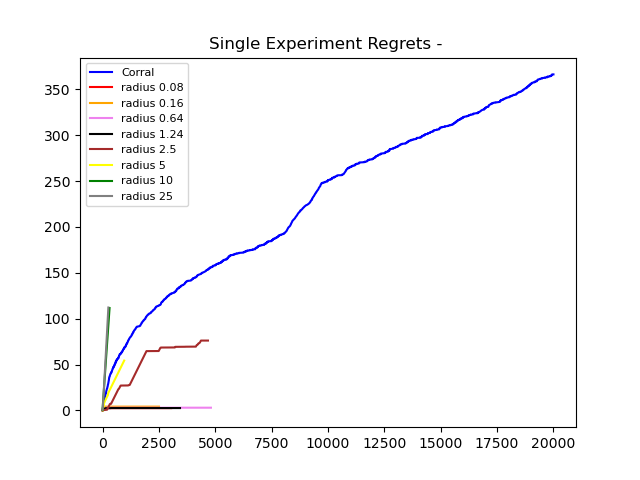 Single Experiment Regrets -
350
300
250
200
150
100
50
0
Corral
radius 0.08
radius 0.16
radius 0.64
radius 1.24
radius 2.5
radius 5
radius 10
radius 25
0 2500 5000 7500 10000 12500 15000 17500 20000